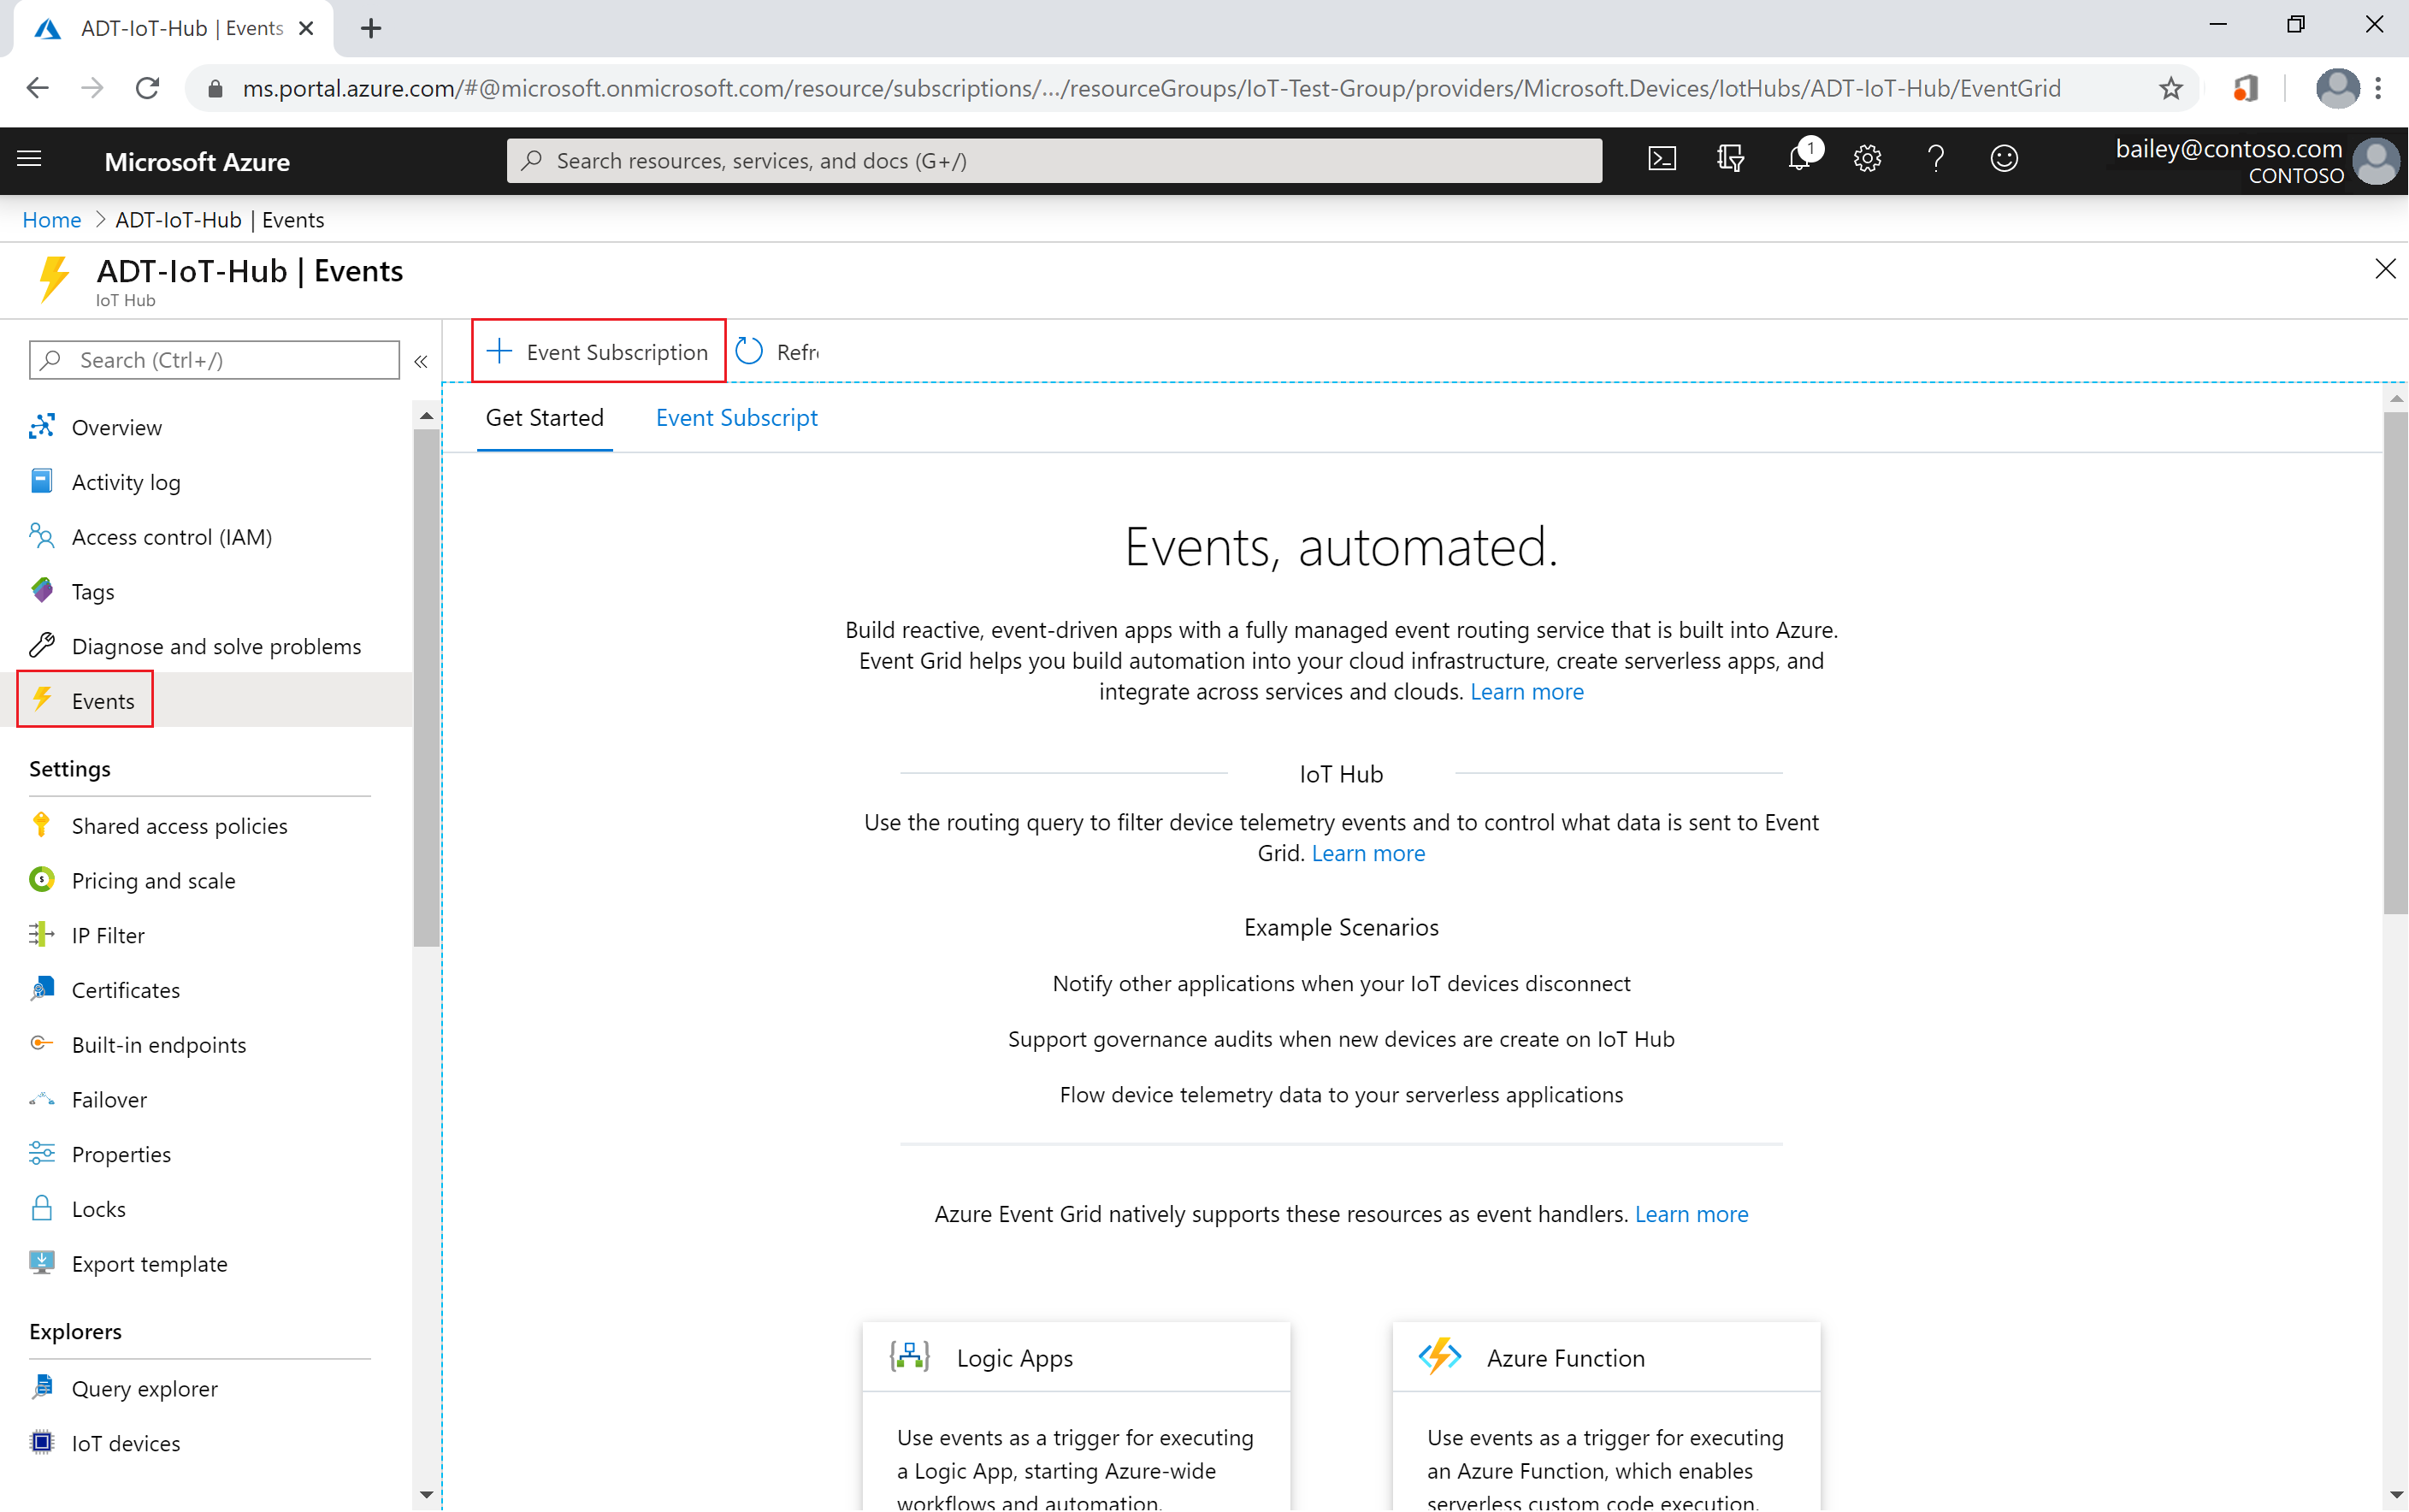 ADT-IoT-Hub | Events
ms.portal.azure.com/#@microsoft.onmicrosoft.com/resource/subscriptions/.../resourceGroups/IoT-Test-Group/providers/Microsoft.Devices/IotHubs/ADT-IoT-Hub/EventGrid
Microsoft Azure
Search resources, services, and docs (G+/)
1
bailey@contoso.com
CONTOSO
Home > ADT-IoT-Hub | Events
ADT-IoT-Hub | Events
IoT Hub
Search (Ctrl+/)
«
Overview
Activity log
Access control (IAM)
Tags
Diagnose and solve problems
Events
Settings
Shared access policies
Pricing and scale
IP Filter
Certificates
Built-in endpoints
Failover
Properties
Locks
Export template
Explorers
Query explorer
IoT devices
Event Subscription
Refr
Get Started
Event Subscript
Events, automated.
Build reactive, event-driven apps with a fully managed event routing service that is built into Azure.
Event Grid helps you build automation into your cloud infrastructure, create serverless apps, and
integrate across services and clouds. Learn more
IoT Hub
Use the routing query to filter device telemetry events and to control what data is sent to Event
Grid. Learn more
Example Scenarios
Notify other applications when your IoT devices disconnect
Support governance audits when new devices are create on IoT Hub
Flow device telemetry data to your serverless applications
Azure Event Grid natively supports these resources as event handlers. Learn more
Logic Apps
Use events as a trigger for executing
a Logic App, starting Azure-wide
workflows and automation.
Azure Function
Use events as a trigger for executing
an Azure Function, which enables
serverless custom code execution.